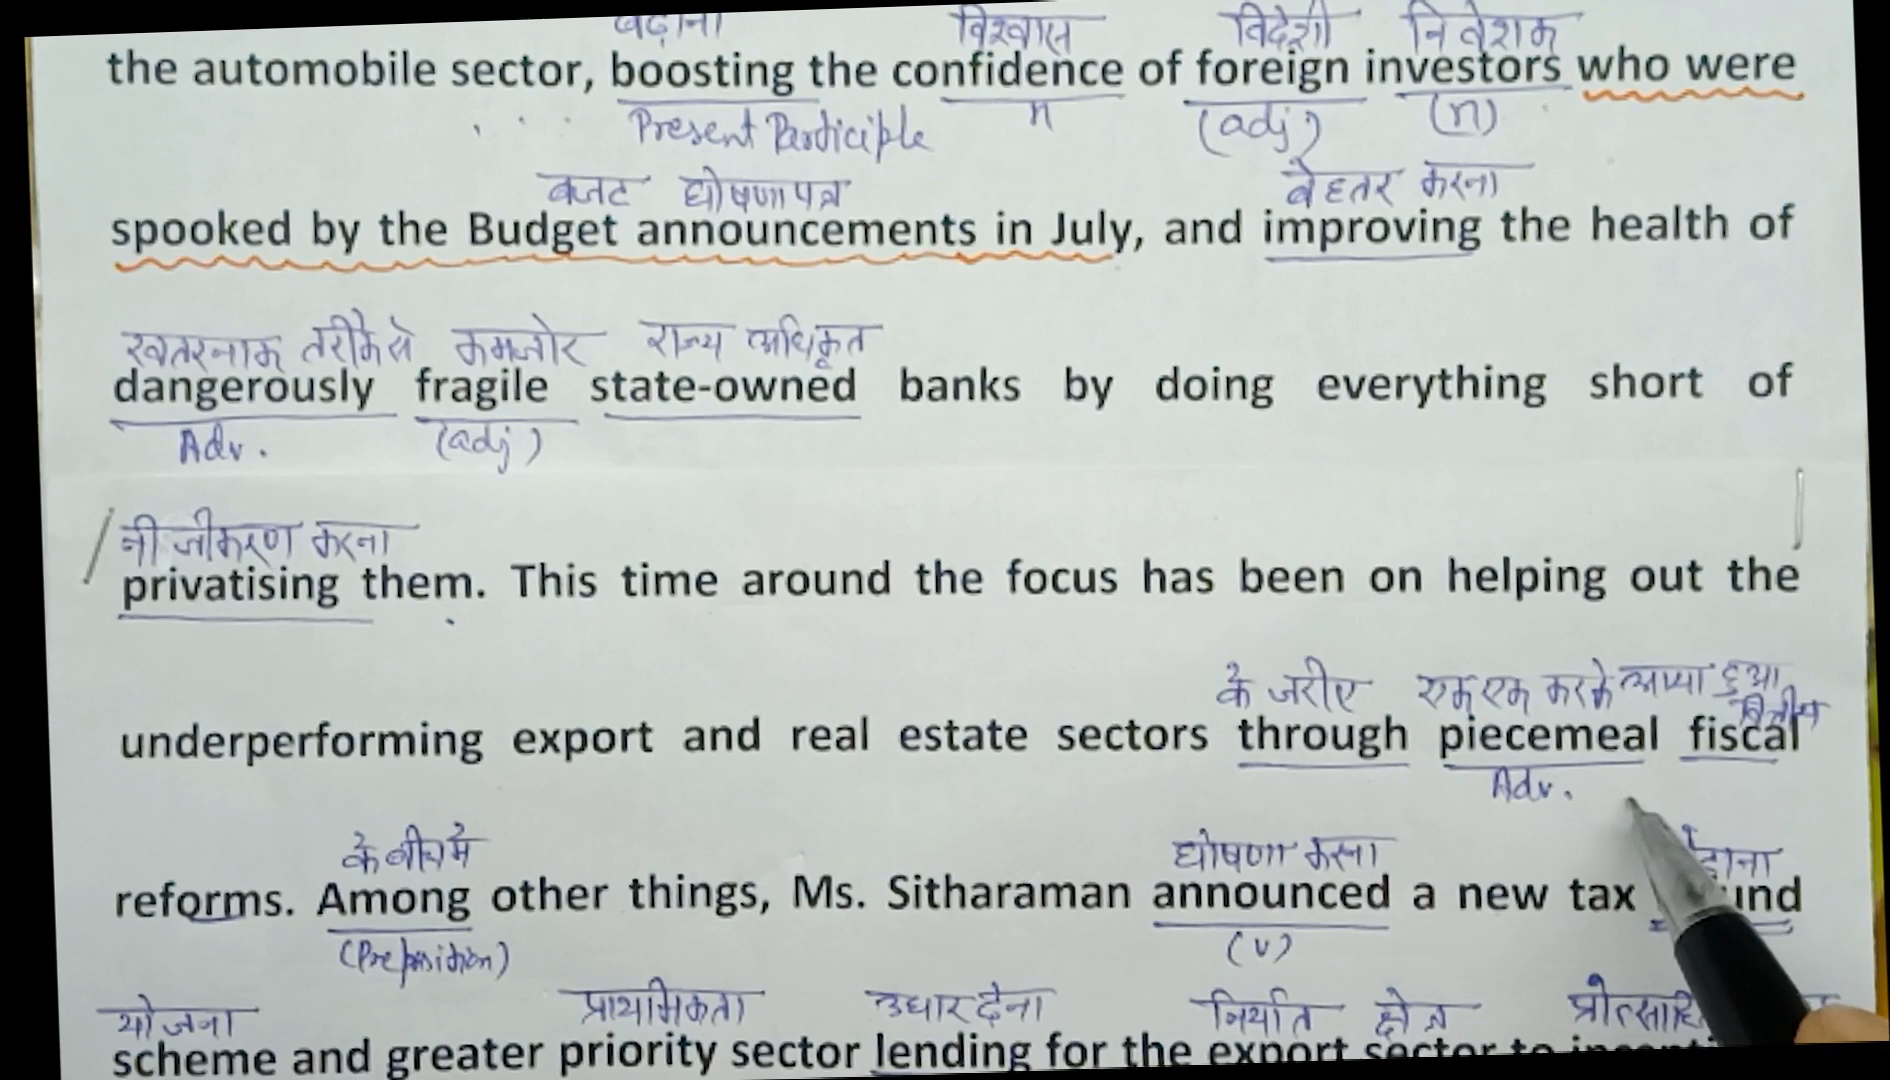 बढ़ाना विश्वास विदेशी निवेशक
the automobile sector, boosting the confidence of foreign investors who were
Present Participle n (adj) (n)
बजट घोषणापत्र बेहतर करना
spooked by the Budget announcements in July, and improving the health of
खतरनाक तरीके से कमजोर राज्य अधिकृत
dangerously fragile state-owned banks by doing everything short of
Adv. (adj)
नीजीकरण करना
privatising them. This time around the focus has been on helping out the
के जरीए एक एक करके आया हुआ वित्तीय
underperforming export and real estate sectors through piecemeal fiscal
Adv.
के बीच मे घोषणा करना
reforms. Among other things, Ms. Sitharaman announced a new tax
(Preposition) (v)
योजना प्राथमिकता उधार देना निर्यात क्षेत्र
scheme and greater priority sector lending for the export sector to